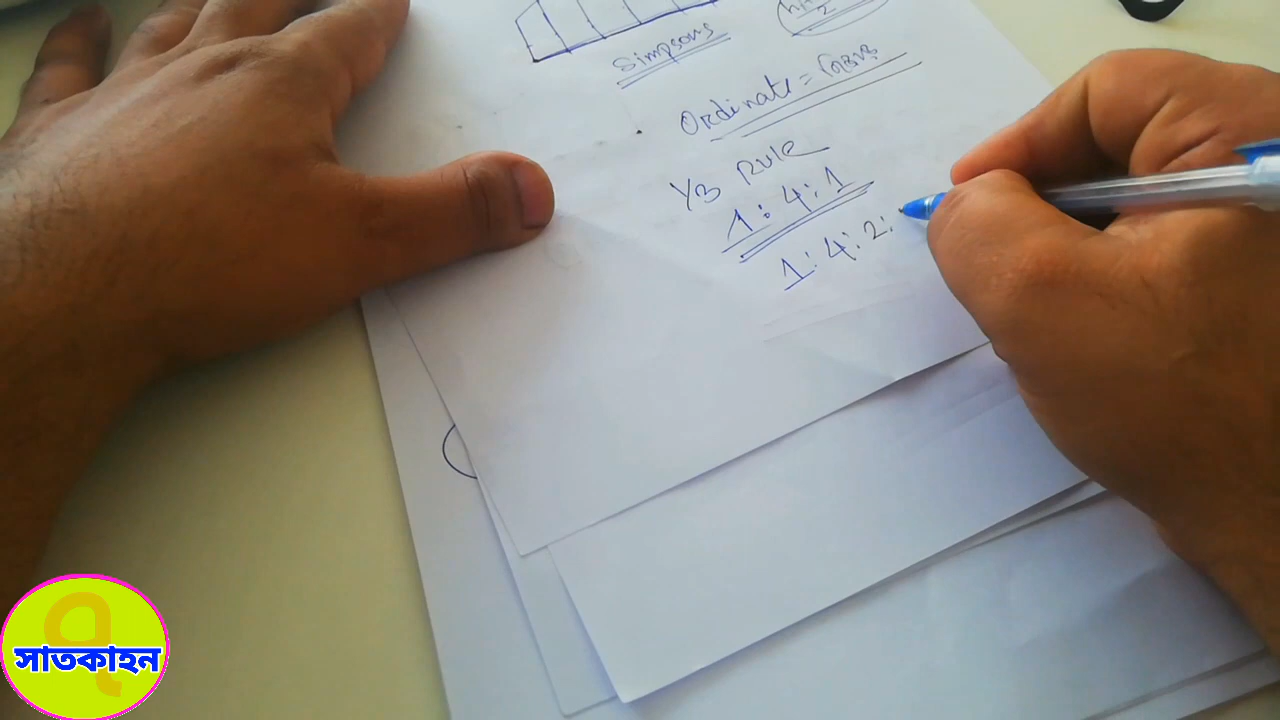 Simpsons
Ordinate = বেজোড়
1/3 Rule
1 : 4 : 1
1 : 4 : 2 :
সাতকাহন